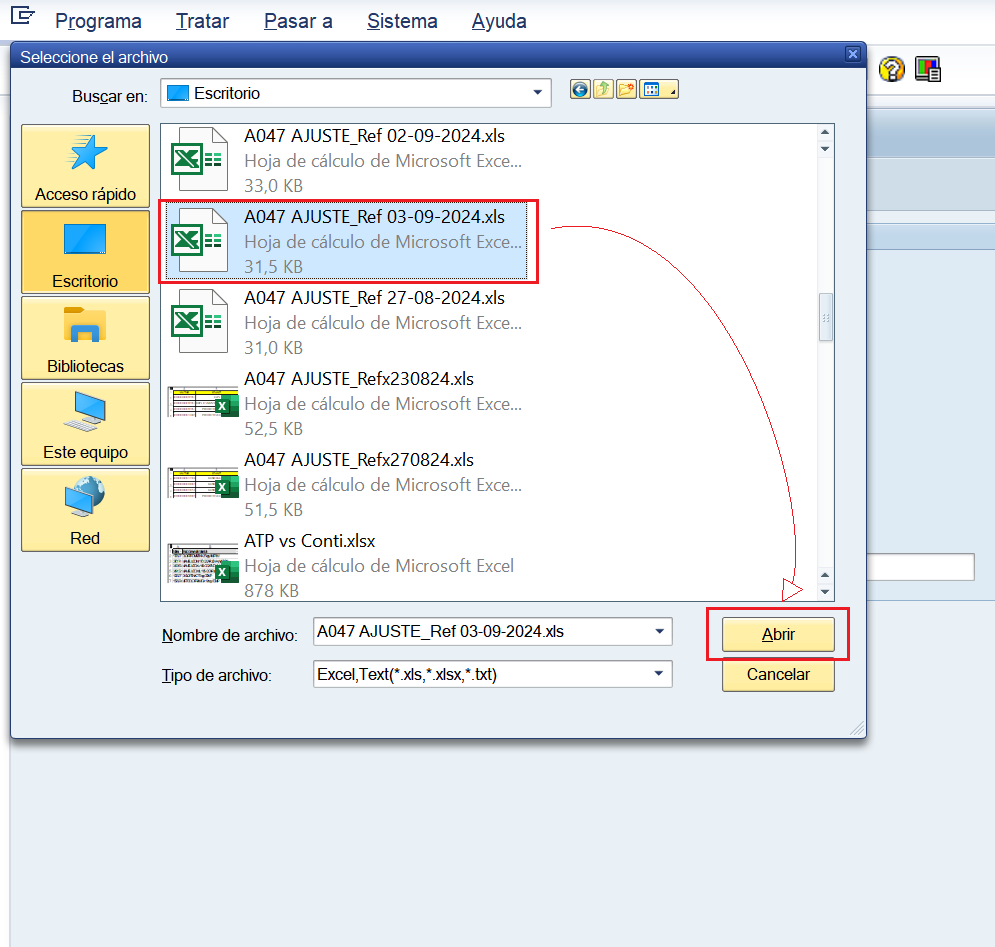 Programa Tratar Pasar a Sistema Ayuda
Seleccione el archivo
Buscar en: Escritorio
Acceso rápido
Escritorio
Bibliotecas
Este equipo
Red
A047 AJUSTE_Ref 02-09-2024.xls
Hoja de cálculo de Microsoft Exce...
33,0 KB
A047 AJUSTE_Ref 03-09-2024.xls
Hoja de cálculo de Microsoft Exce...
31,5 KB
A047 AJUSTE_Ref 27-08-2024.xls
Hoja de cálculo de Microsoft Exce...
31,0 KB
A047 AJUSTE_Refx230824.xls
Hoja de cálculo de Microsoft Exce...
52,5 KB
A047 AJUSTE_Refx270824.xls
Hoja de cálculo de Microsoft Exce...
51,5 KB
ATP vs Conti.xlsx
Hoja de cálculo de Microsoft Excel
878 KB
Nombre de archivo: A047 AJUSTE_Ref 03-09-2024.xls Abrir
Tipo de archivo: Excel,Text(*.xls,*.xlsx,*.txt) Cancelar